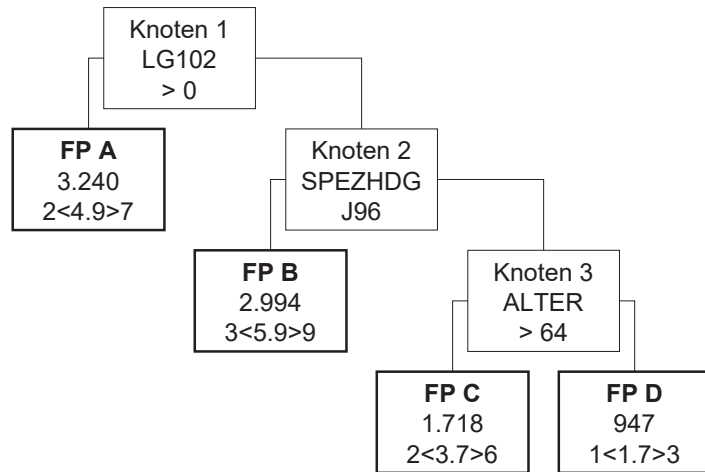 Knoten 1
LG102
> 0
FP A
3.240
2<4.9>7
Knoten 2
SPEZHDG
J96
FP B
2.994
3<5.9>9
Knoten 3
ALTER
> 64
FP C
1.718
2<3.7>6
FP D
947
1<1.7>3